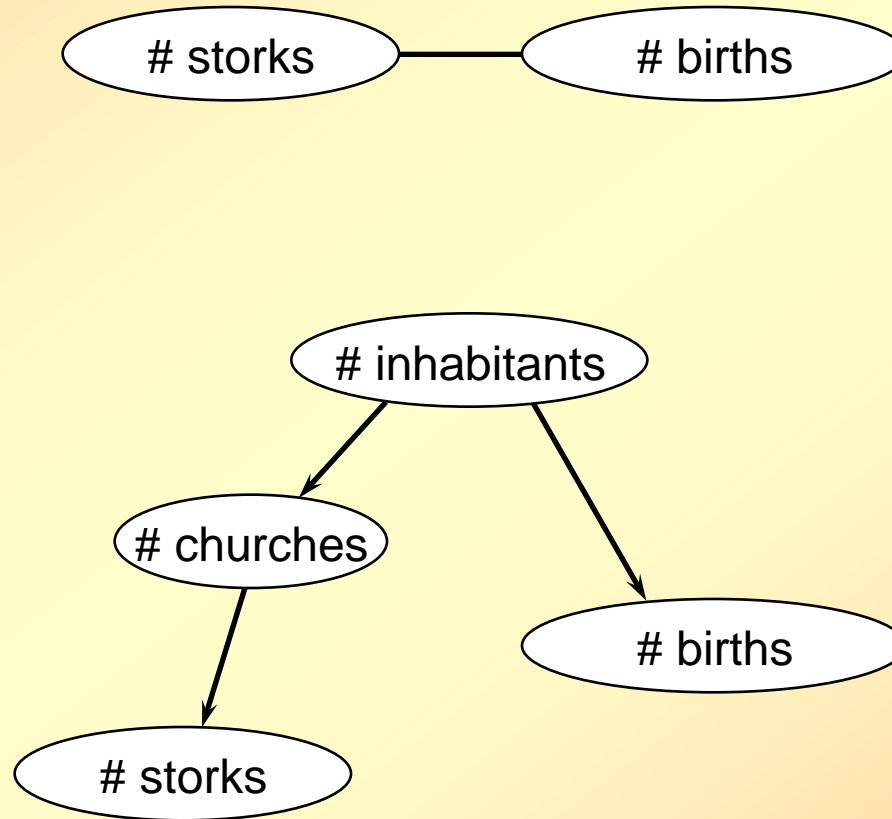 # storks
# births
# inhabitants
# churches
# births
# storks